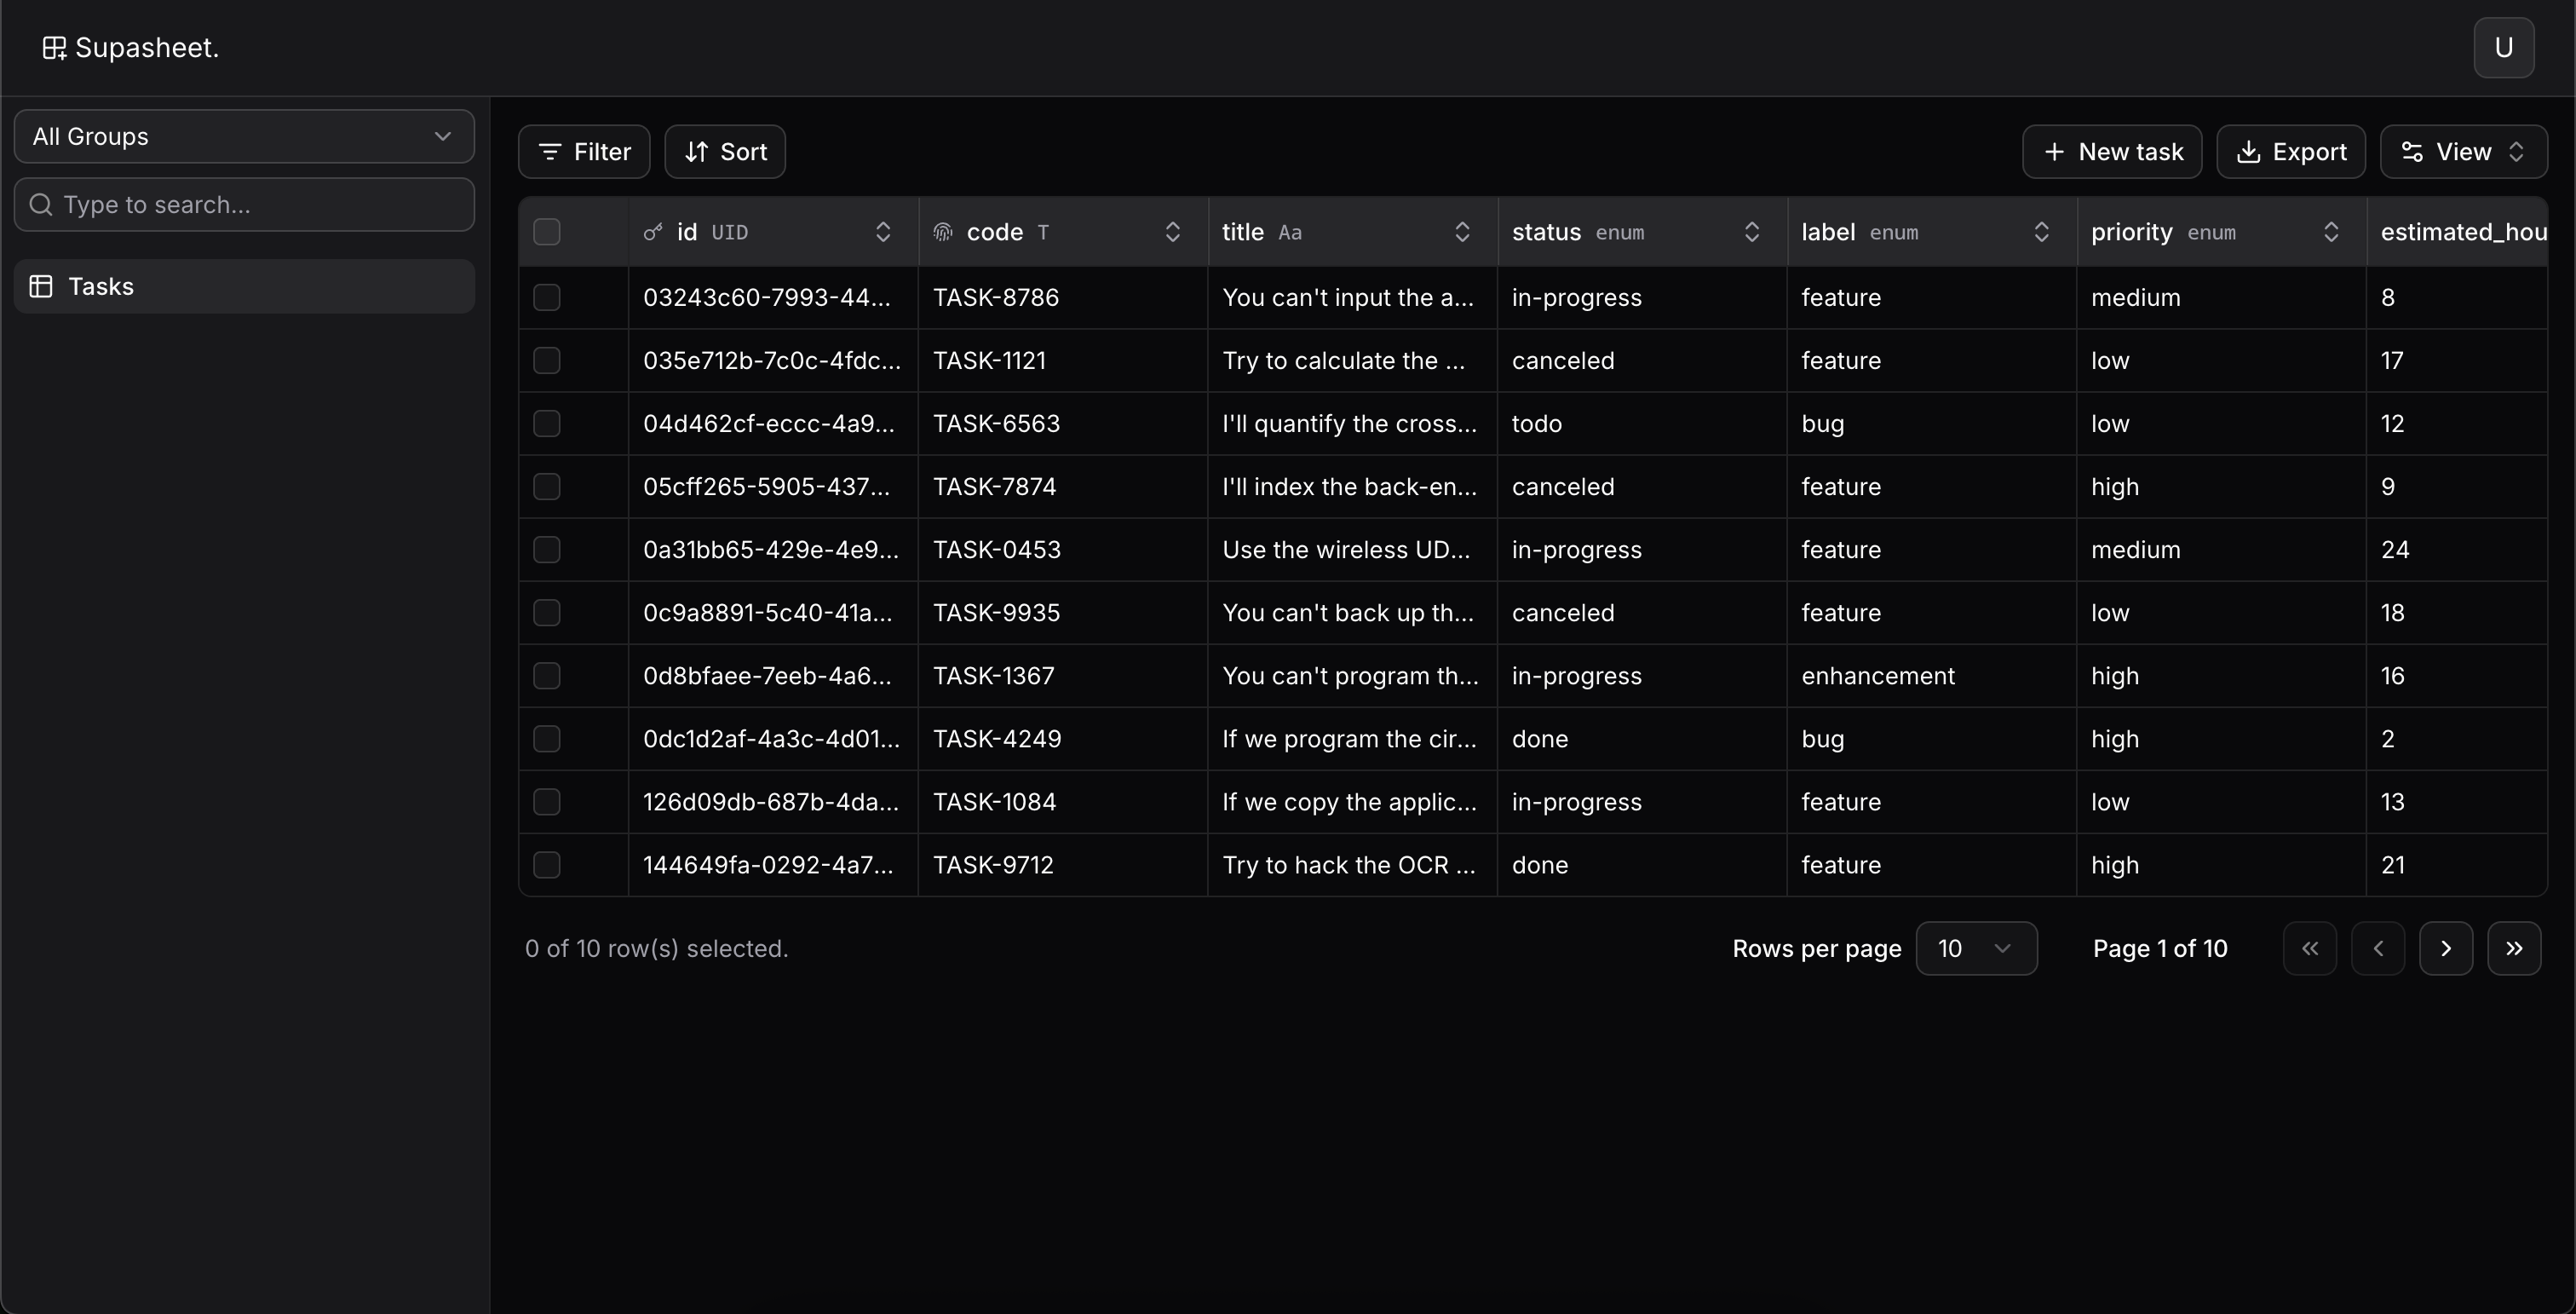 Supasheet.
U
All Groups
Type to search...
Tasks
Filter Sort New task Export View
id UID code T title Aa status enum label enum priority enum estimated_hou
03243c60-7993-44... TASK-8786 You can't input the a... in-progress feature medium 8
035e712b-7c0c-4fdc... TASK-1121 Try to calculate the ... canceled feature low 17
04d462cf-eccc-4a9... TASK-6563 I'll quantify the cross... todo bug low 12
05cff265-5905-437... TASK-7874 I'll index the back-en... canceled feature high 9
0a31bb65-429e-4e9... TASK-0453 Use the wireless UD... in-progress feature medium 24
0c9a8891-5c40-41a... TASK-9935 You can't back up th... canceled feature low 18
0d8bfaee-7eeb-4a6... TASK-1367 You can't program th... in-progress enhancement high 16
0dc1d2af-4a3c-4d01... TASK-4249 If we program the cir... done bug high 2
126d09db-687b-4da... TASK-1084 If we copy the applic... in-progress feature low 13
144649fa-0292-4a7... TASK-9712 Try to hack the OCR ... done feature high 21
0 of 10 row(s) selected. Rows per page 10 Page 1 of 10